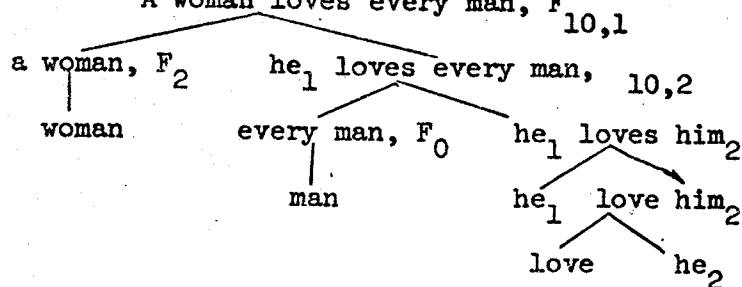 A woman loves every man, F10,1
a woman, F2 he1 loves every man, 10,2
woman every man, F0 he1 loves him2
man he1 love him2
love he2